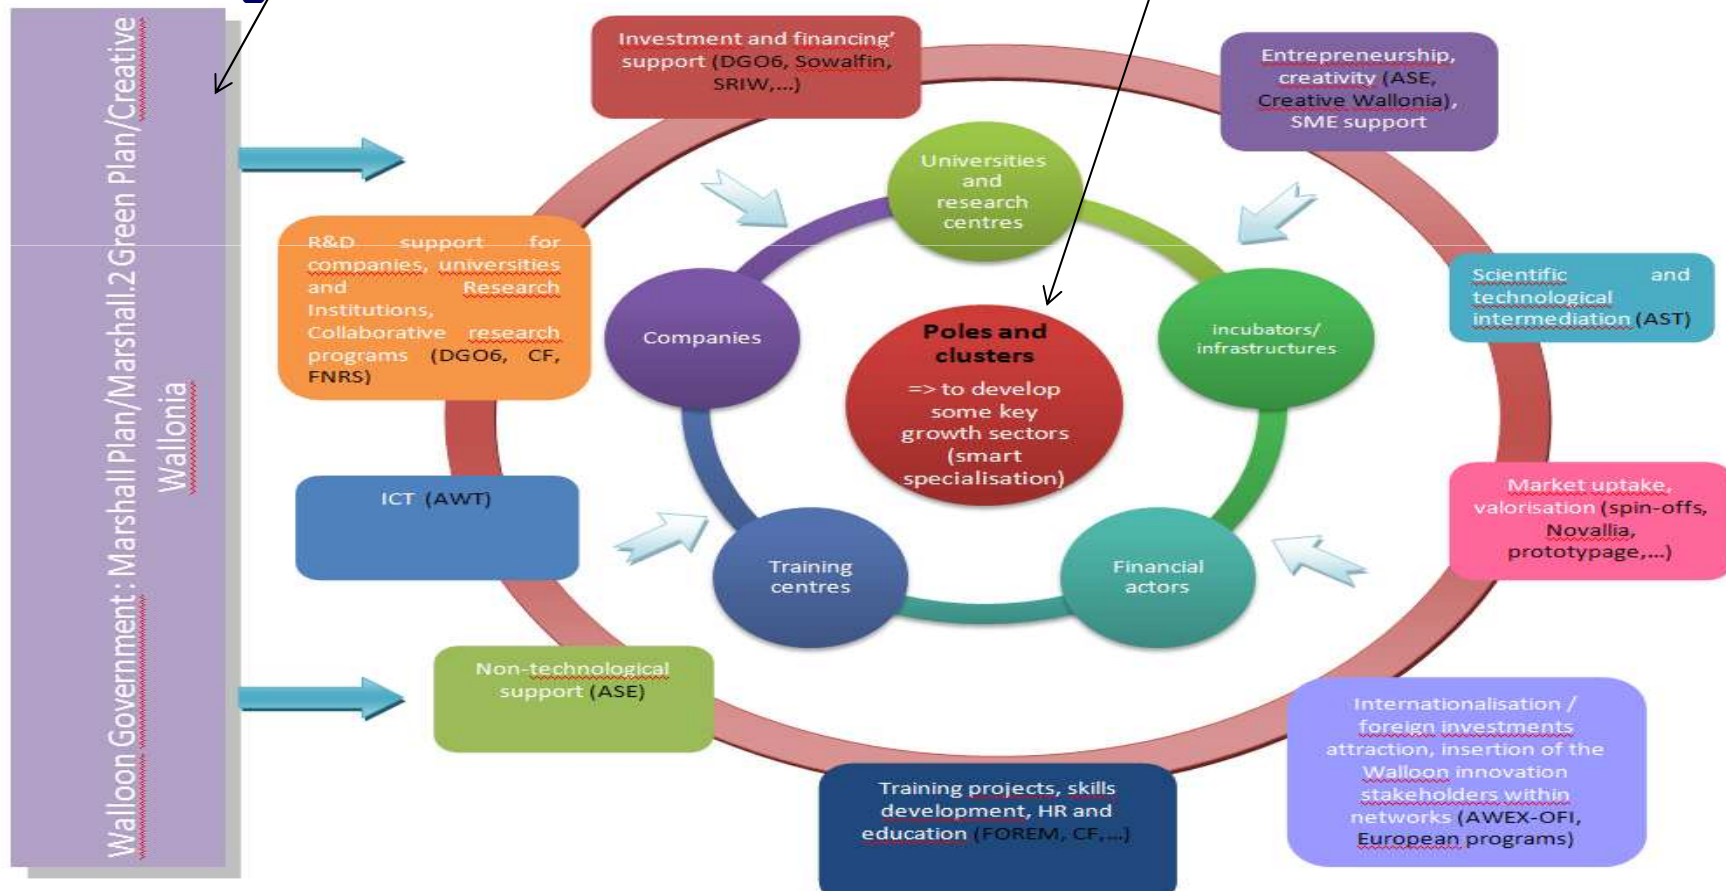 Walloon Government : Marshall Plan/Marshall.2Green Plan/Creative
Wallonia
Investment and financing'
support (DGO6, Sowalfin,
SRIW,...)
Entrepreneurship,
creativity (ASE,
Creative Wallonia),
SME support
R&D support for
companies, universities
and Research
Institutions,
Collaborative research
programs (DGO6, CF,
FNRS)
Universities
and
research
centres
Companies
incubators/
infrastructures
Poles and
clusters
=> to develop
some key
growth sectors
(smart
specialisation)
Scientific and
technological
intermediation (AST)
ICT (AWT)
Training
centres
Financial
actors
Market uptake,
valorisation (spin-offs,
Novallia,
prototypage,...)
Non-technological
support (ASE)
Training projects, skills
development, HR and
education (FOREM, CF,...)
Internationalisation /
foreign investments
attraction, insertion of the
Walloon innovation
stakeholders within
networks (AWEX-OFI,
European programs)